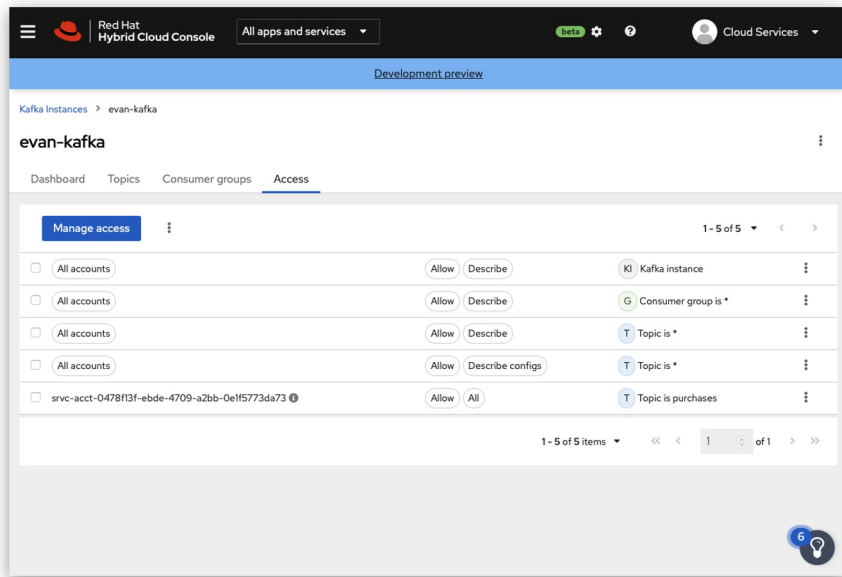 Red Hat
Hybrid Cloud Console
All apps and services
beta
Cloud Services
Development preview
Kafka Instances > evan-kafka
evan-kafka
Dashboard Topics Consumer groups Access
Manage access
1 - 5 of 5
All accounts Allow Describe KI Kafka instance
All accounts Allow Describe G Consumer group is *
All accounts Allow Describe T Topic is *
All accounts Allow Describe configs T Topic is *
srvc-acct-0478f13f-ebde-4709-a2bb-0e1f5773da73 Allow All T Topic is purchases
1 - 5 of 5 items 1 of 1
6